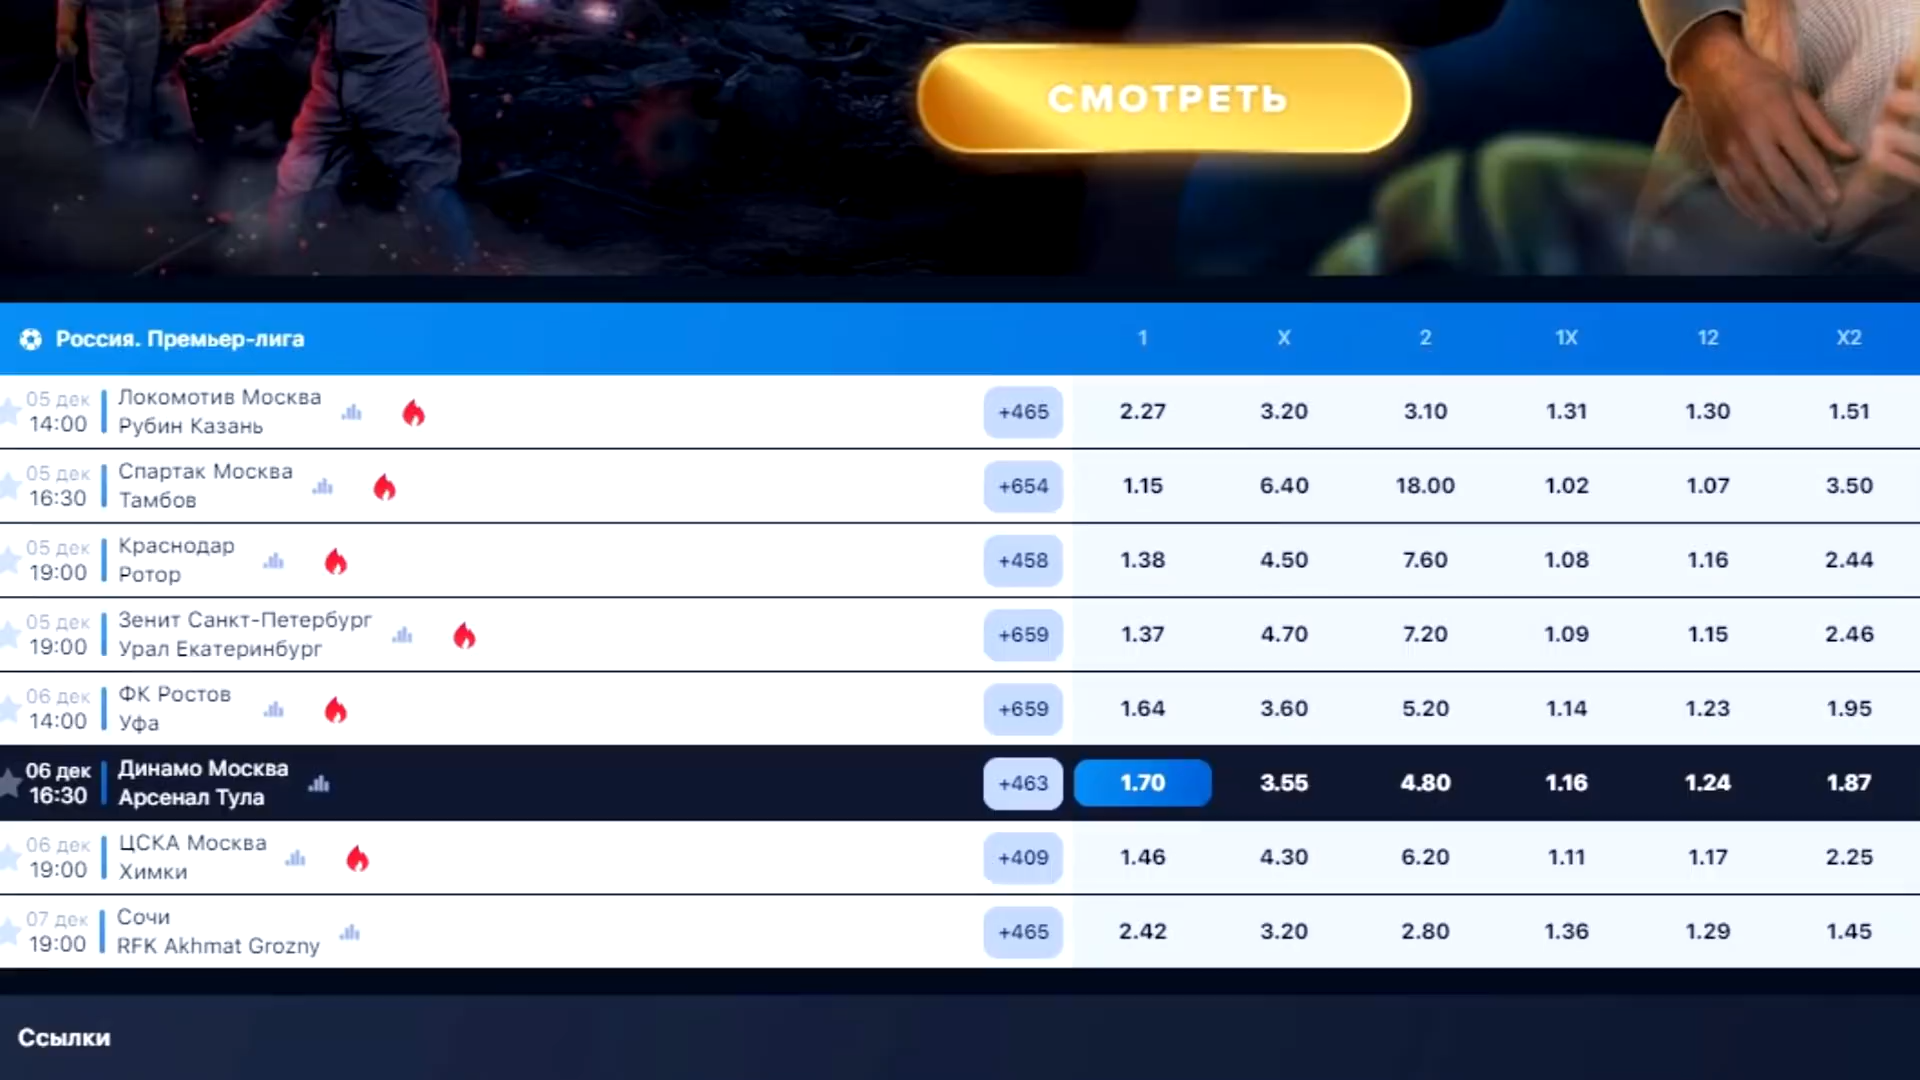 СМОТРЕТЬ
Россия. Премьер-лига 1 X 2 1X 12 X2
05 дек 14:00 Локомотив Москва Рубин Казань +465 2.27 3.20 3.10 1.31 1.30 1.51
05 дек 16:30 Спартак Москва Тамбов +654 1.15 6.40 18.00 1.02 1.07 3.50
05 дек 19:00 Краснодар Ротор +458 1.38 4.50 7.60 1.08 1.16 2.44
05 дек 19:00 Зенит Санкт-Петербург Урал Екатеринбург +659 1.37 4.70 7.20 1.09 1.15 2.46
06 дек 14:00 ФК Ростов Уфа +659 1.64 3.60 5.20 1.14 1.23 1.95
06 дек 16:30 Динамо Москва Арсенал Тула +463 1.70 3.55 4.80 1.16 1.24 1.87
06 дек 19:00 ЦСКА Москва Химки +409 1.46 4.30 6.20 1.11 1.17 2.25
07 дек 19:00 Сочи RFK Akhmat Grozny +465 2.42 3.20 2.80 1.36 1.29 1.45
Ссылки